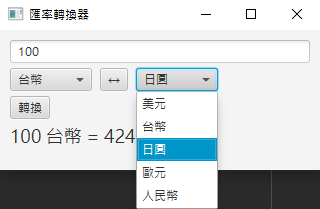 匯率轉換器
100
台幣 ↔ 日圓
轉換
100 台幣 = 424
美元
台幣
日圓
歐元
人民幣